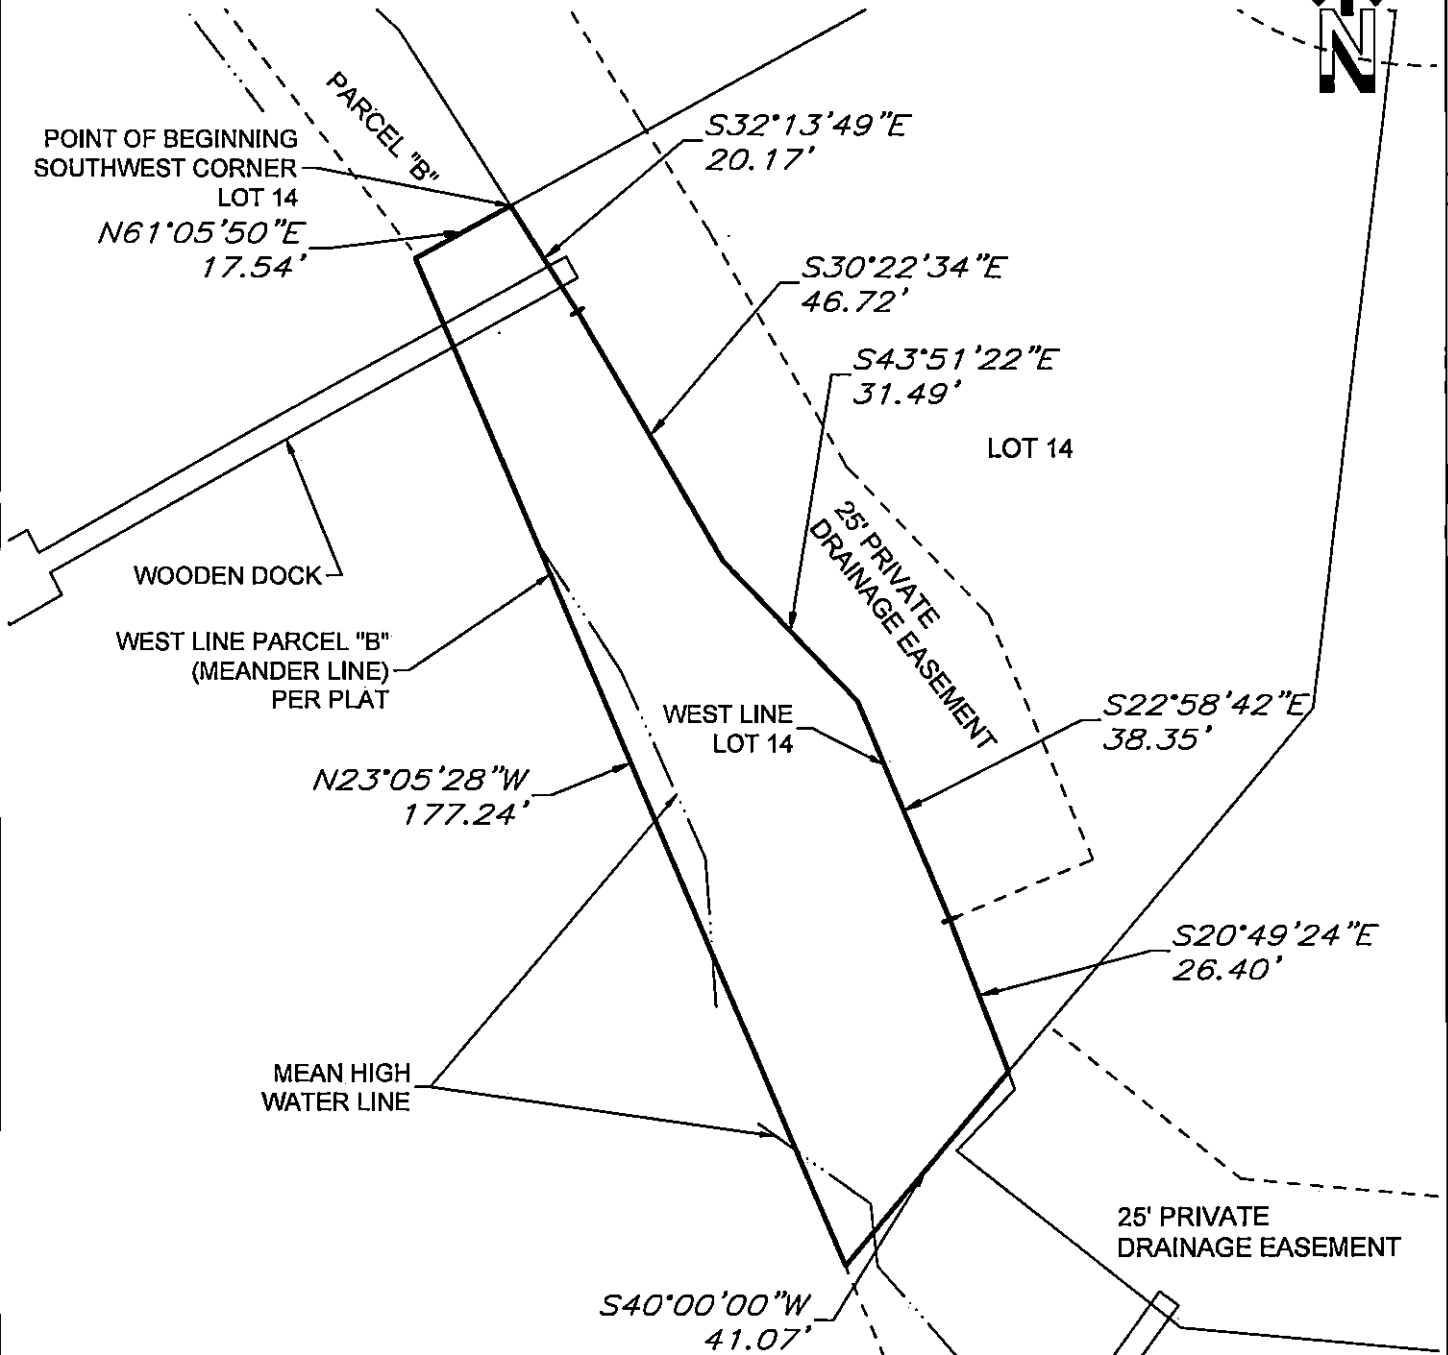 N
PARCEL "B"
POINT OF BEGINNING
SOUTHWEST CORNER
LOT 14
N61°05'50"E
17.54'
S32°13'49"E
20.17'
S30°22'34"E
46.72'
S43°51'22"E
31.49'
LOT 14
25' PRIVATE
DRAINAGE EASEMENT
WOODEN DOCK
WEST LINE PARCEL "B"
(MEANDER LINE)
PER PLAT
WEST LINE
LOT 14
S22°58'42"E
38.35'
N23°05'28"W
177.24'
S20°49'24"E
26.40'
MEAN HIGH
WATER LINE
25' PRIVATE
DRAINAGE EASEMENT
S40°00'00"W
41.07'